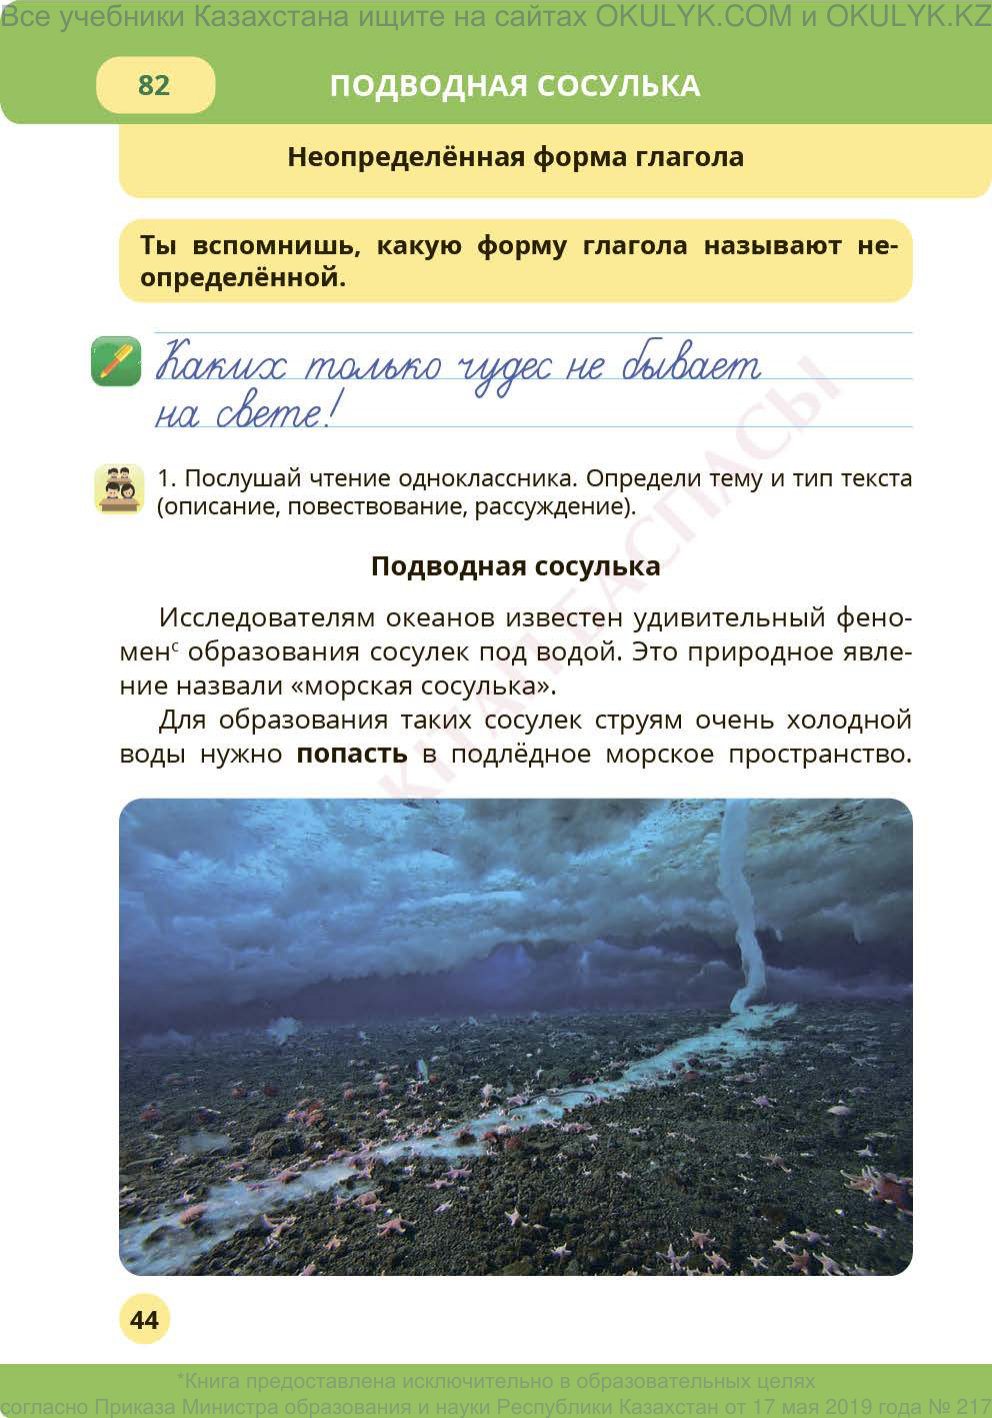 Все учебники Казахстана ищите на сайтах OKULYK.COM и OKULYK.KZ
82
ПОДВОДНАЯ СОСУЛЬКА
Неопределённая форма глагола
Ты вспомнишь, какую форму глагола называют не-
определённой.
Каких только чудес не бывает
на свете!
1. Послушай чтение одноклассника. Определи тему и тип текста
(описание, повествование, рассуждение).
Подводная сосулька
Исследователям океанов известен удивительный фено-
менс образования сосулек под водой. Это природное явле-
ние назвали «морская сосулька».
Для образования таких сосулек струям очень холодной
воды нужно попасть в подлёдное морское пространство.
КІТАП БАСПАСЫ
44
*Книга предоставлена исключительно в образовательных целях
согласно Приказа Министра образования и науки Республики Казахстан от 17 мая 2019 года № 217